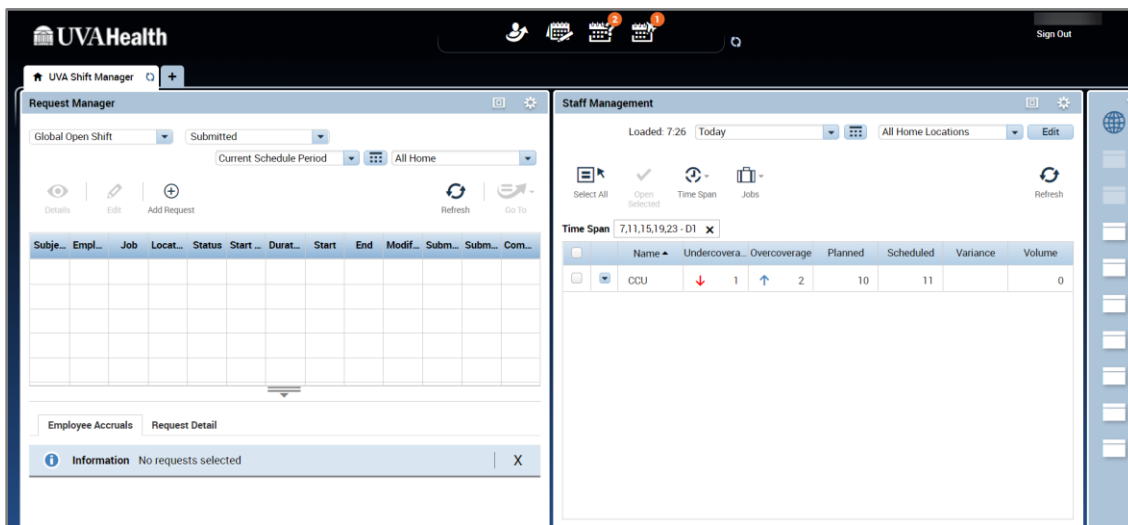 UVAHealth
2
1
Sign Out
UVA Shift Manager
+
Request Manager
Global Open Shift
Submitted
Current Schedule Period
All Home
Details
Edit
Add Request
Refresh
Go To
Subje... Empl... Job Locat... Status Start ... Durat... Start End Modif... Subm... Subm... Com...
Employee Accruals Request Detail
Information No requests selected X
Staff Management
Loaded: 7:26 Today
All Home Locations
Edit
Select All
Open Selected
Time Span
Jobs
Refresh
Time Span 7,11,15,19,23 - D1 x
Name Undercovera... Overcoverage Planned Scheduled Variance Volume
CCU 1 2 10 11 0